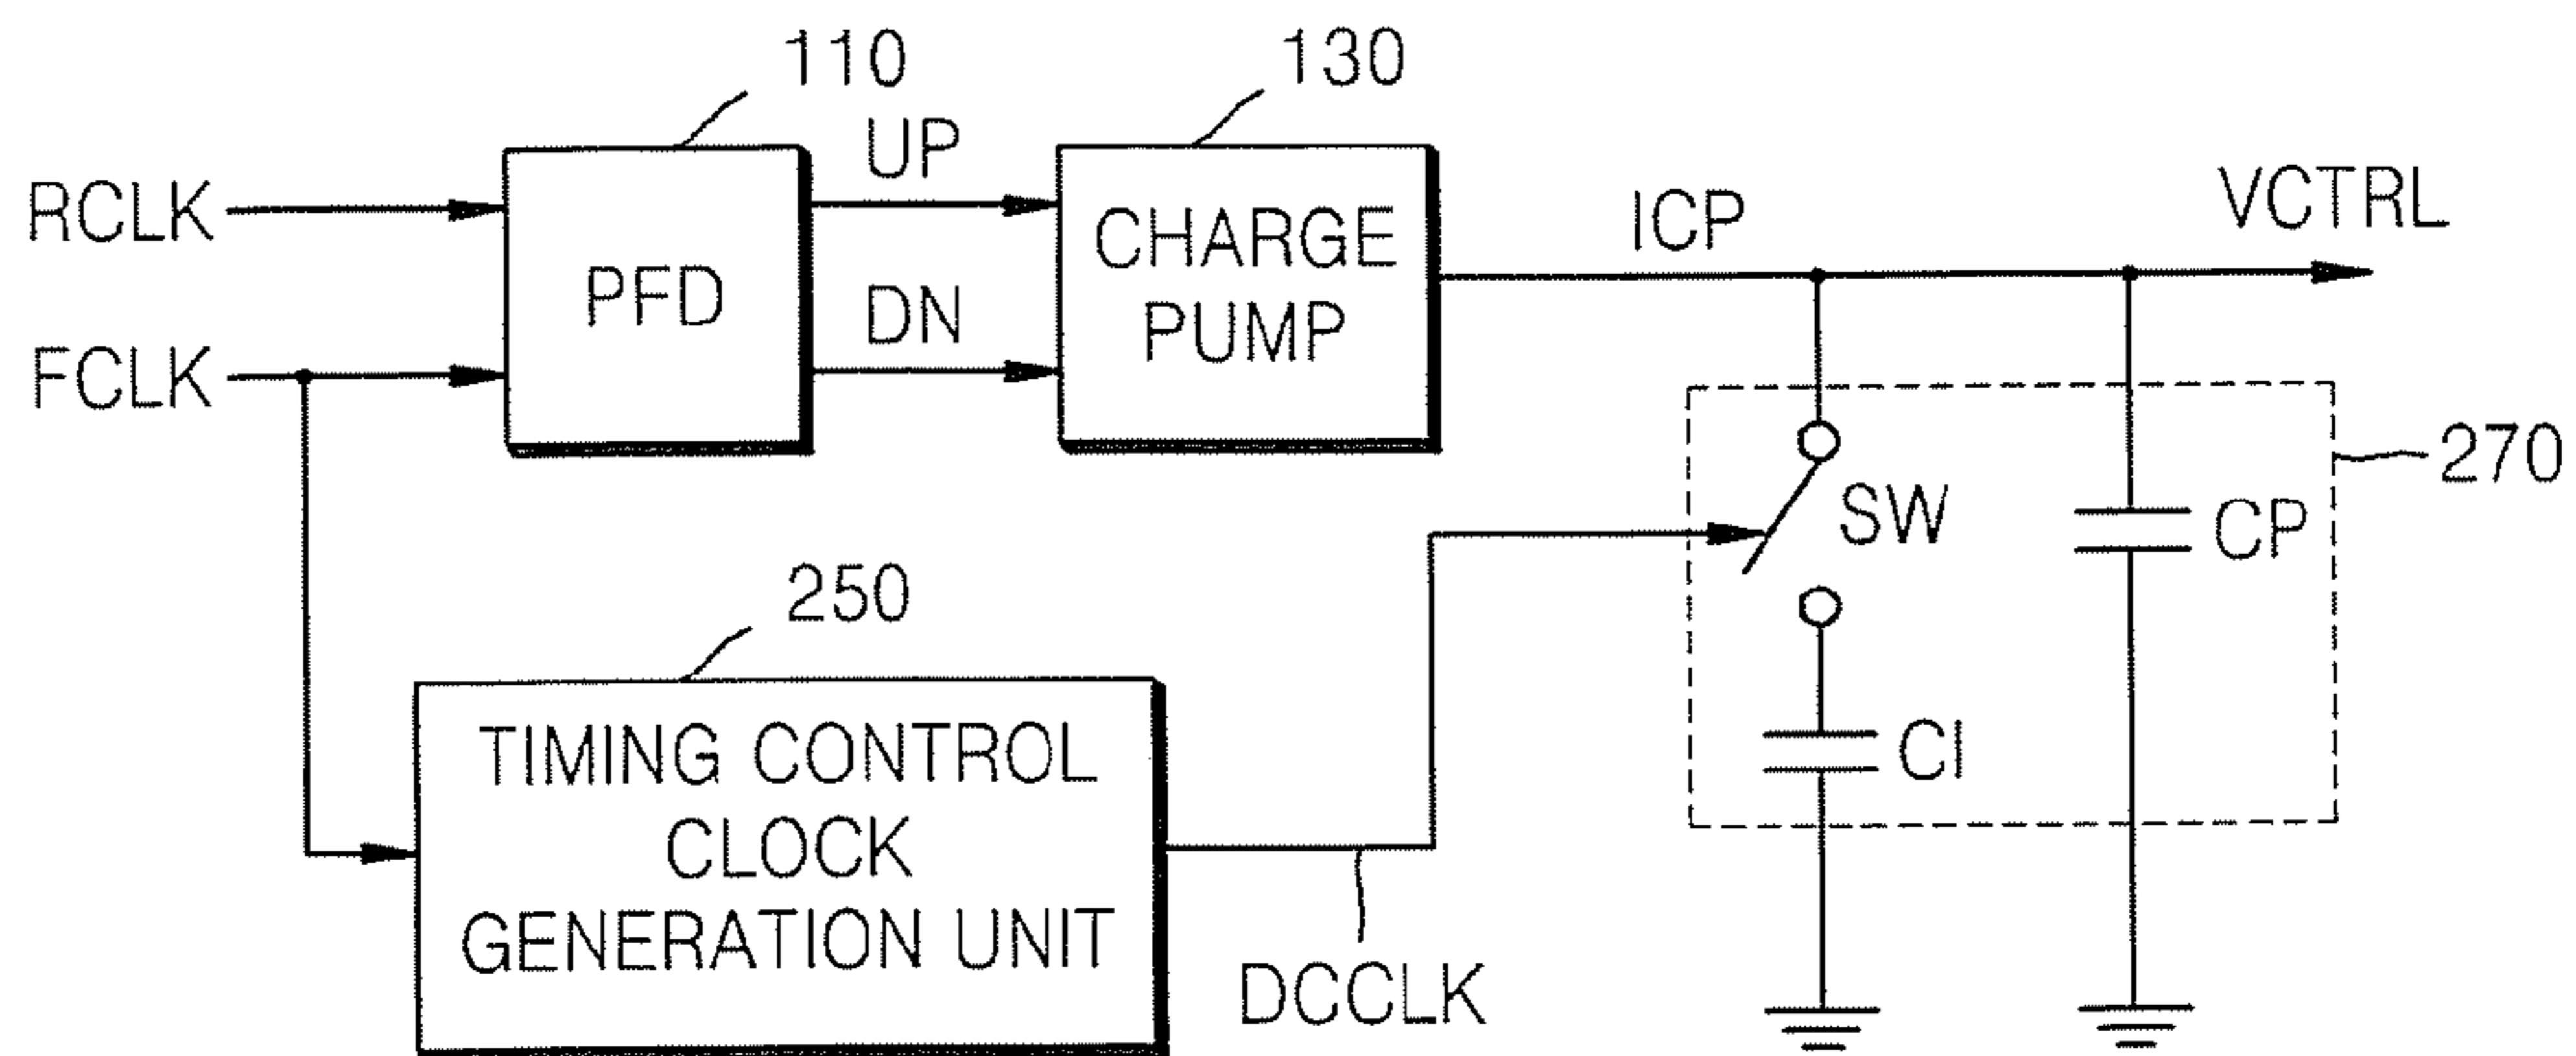 110
130
UP
RCLK
PFD
CHARGE
PUMP
ICP
VCTRL
FCLK
DN
270
SW
CP
250
TIMING CONTROL
CLOCK
GENERATION UNIT
CI
DCCLK